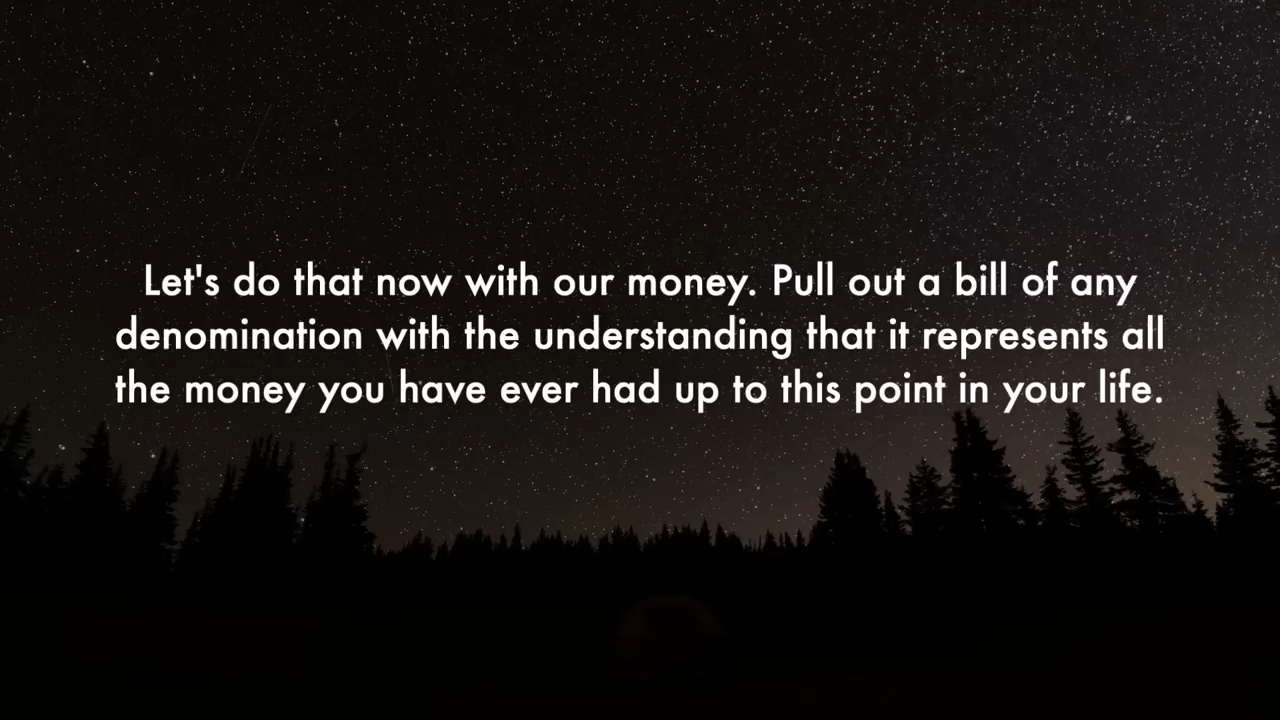 Let's do that now with our money. Pull out a bill of any
denomination with the understanding that it represents all
the money you have ever had up to this point in your life.